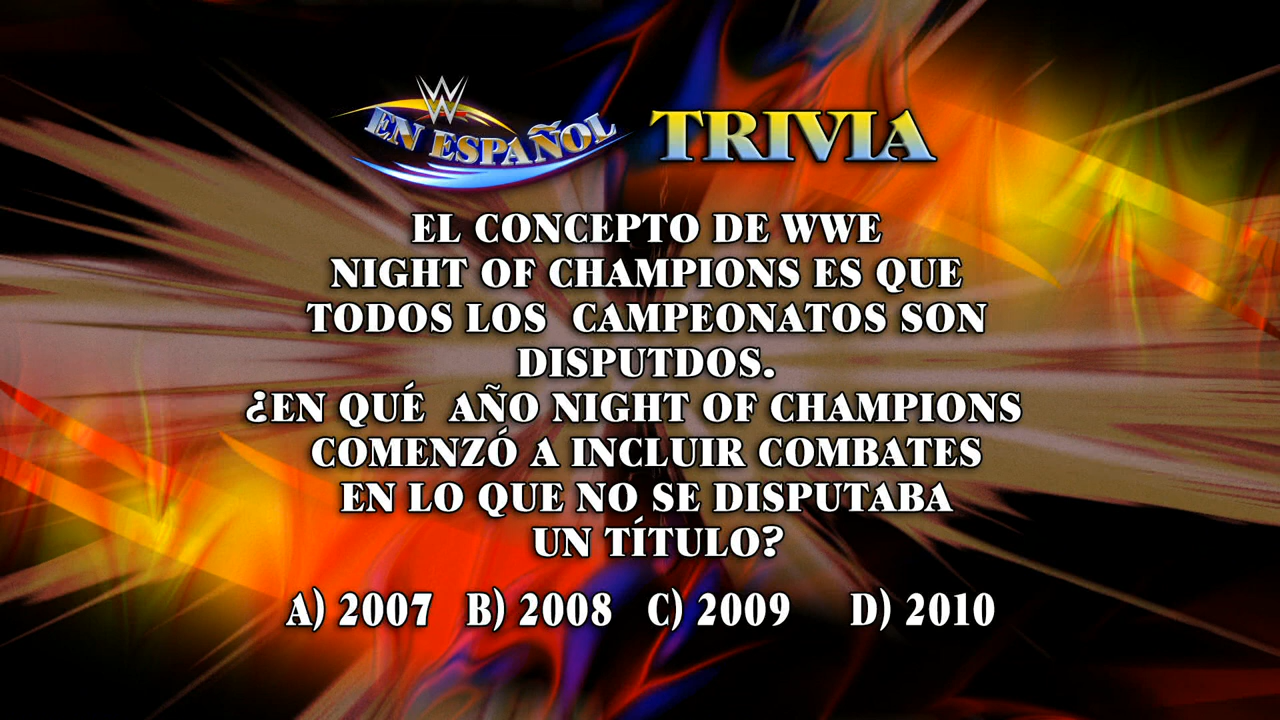 W
EN ESPAÑOL TRIVIA
EL CONCEPTO DE WWE
NIGHT OF CHAMPIONS ES QUE
TODOS LOS CAMPEONATOS SON
DISPUTDOS.
¿EN QUÉ AÑO NIGHT OF CHAMPIONS
COMENZÓ A INCLUIR COMBATES
EN LO QUE NO SE DISPUTABA
UN TÍTULO?
A) 2007 B) 2008 C) 2009 D) 2010